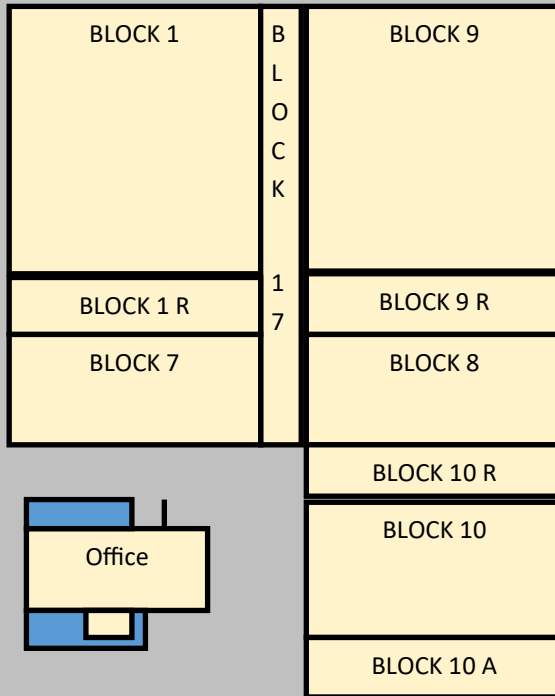 BLOCK 1
B
L
O
C
K
1
7
BLOCK 9
BLOCK 1 R
BLOCK 9 R
BLOCK 7
BLOCK 8
BLOCK 10 R
Office
BLOCK 10
BLOCK 10 A